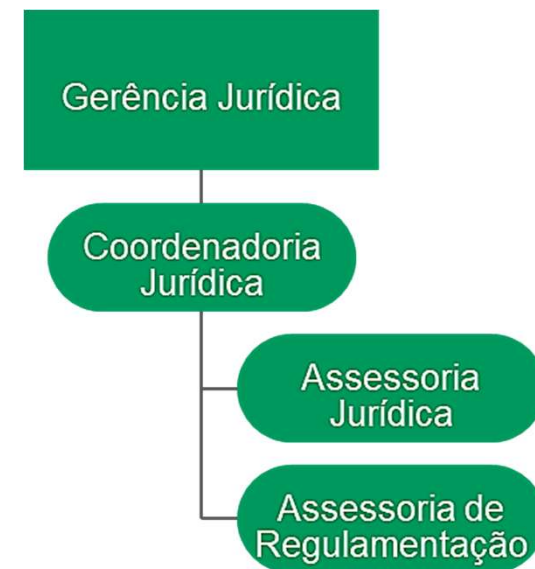 Gerência Jurídica
Coordenadoria
Jurídica
Assessoria
Jurídica
Assessoria de
Regulamentação